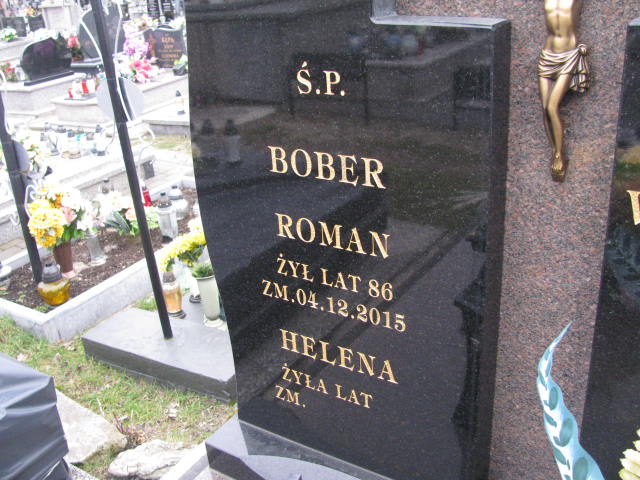 Ś.P.
BOBER
ROMAN
ŻYŁ LAT 86
ZM.04.12.2015
HELENA
ŻYŁA LAT
ZM.